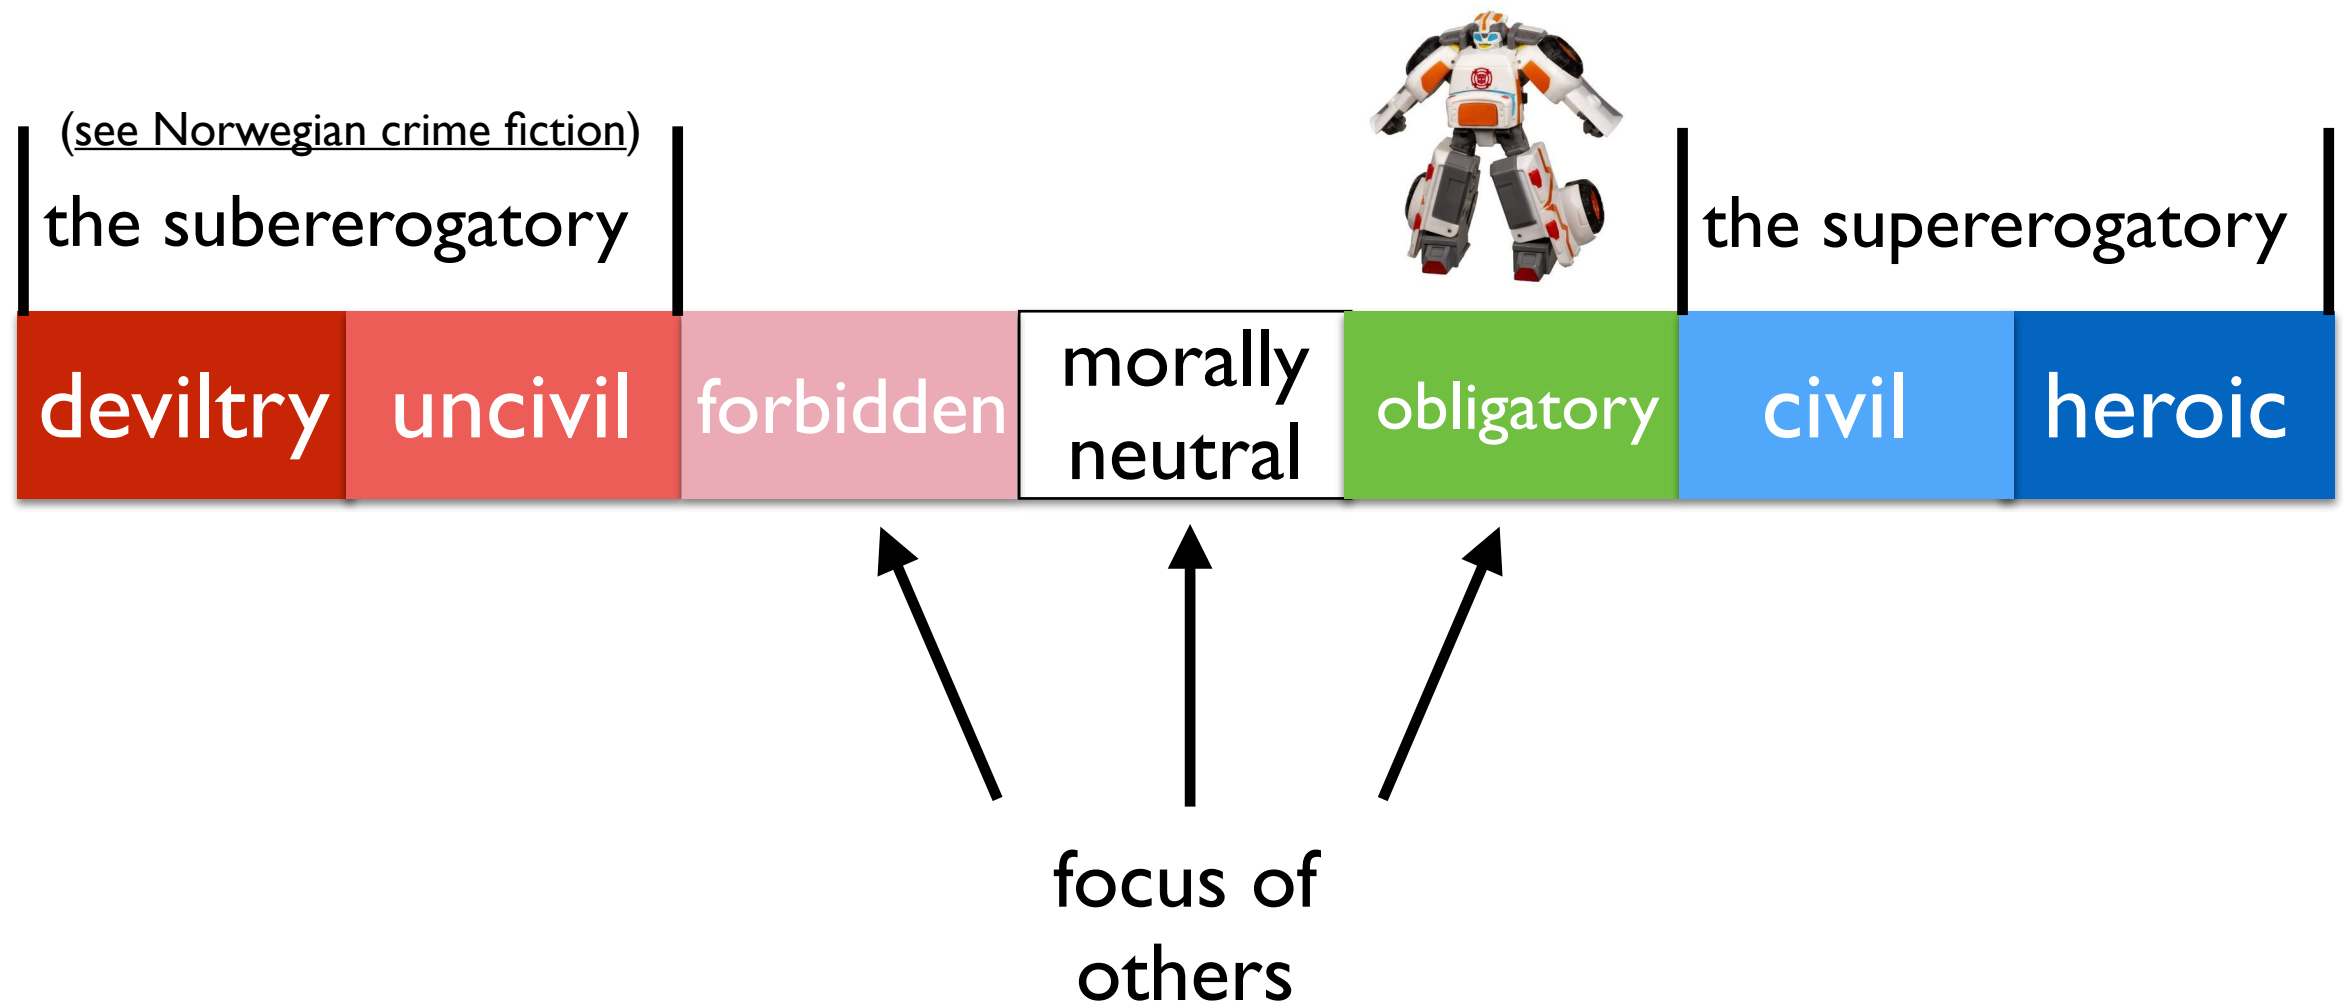 (see Norwegian crime fiction)
the subererogatory
the supererogatory
deviltry
uncivil
forbidden
morally
neutral
obligatory
civil
heroic
focus of
others